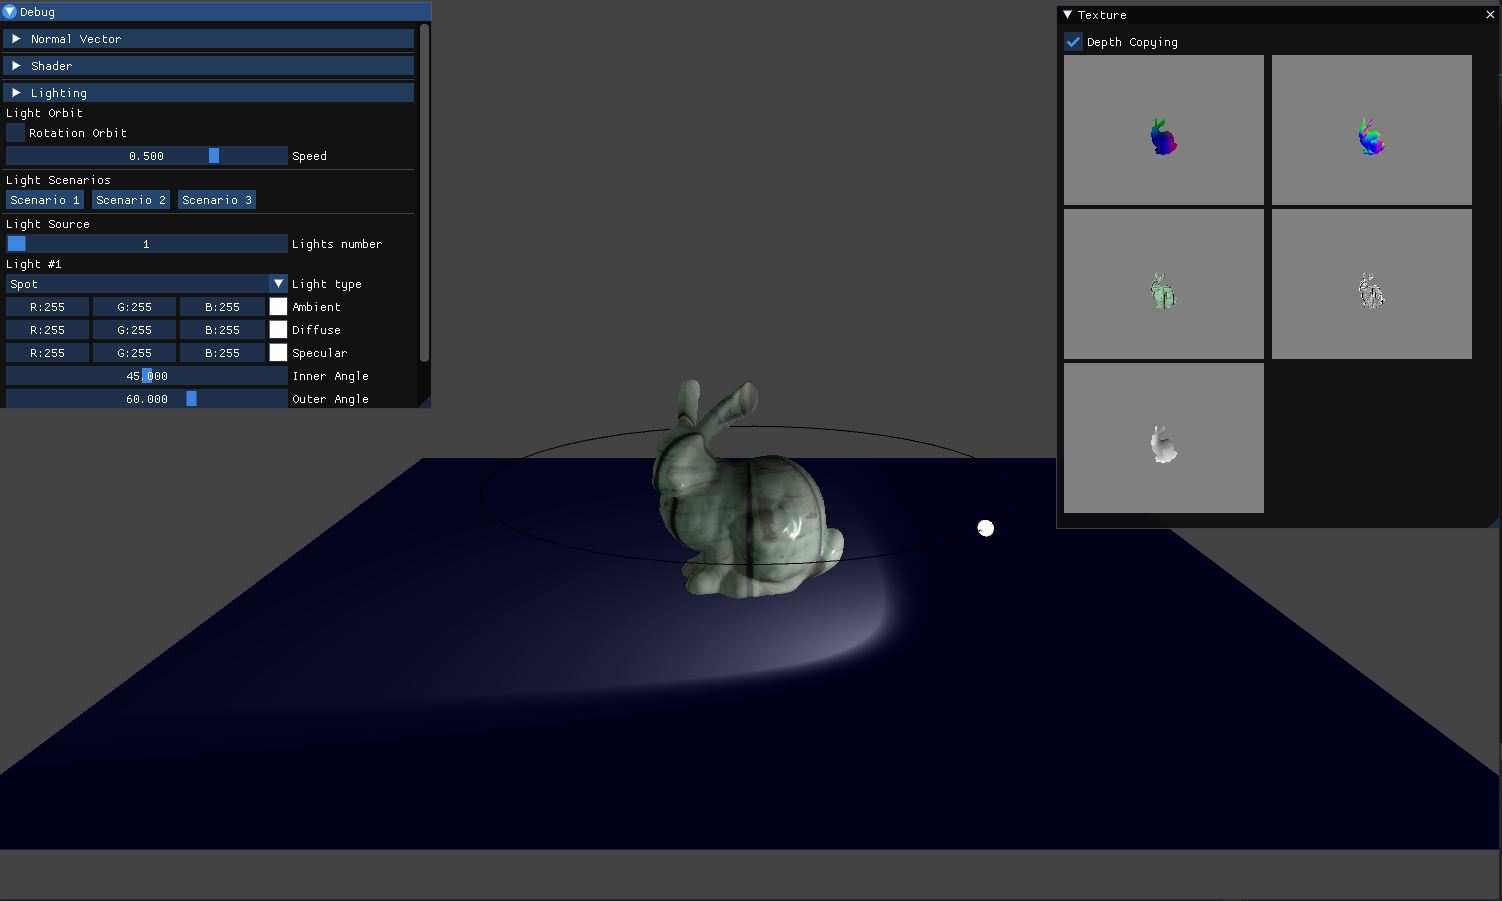 Debug
Normal Vector
Shader
Lighting
Light Orbit
Rotation Orbit
0.500 Speed
Light Scenarios
Scenario 1 Scenario 2 Scenario 3
Light Source
1 Lights number
Light #1
Spot Light type
R:255 G:255 B:255 Ambient
R:255 G:255 B:255 Diffuse
R:255 G:255 B:255 Specular
45.000 Inner Angle
60.000 Outer Angle
Texture
Depth Copying